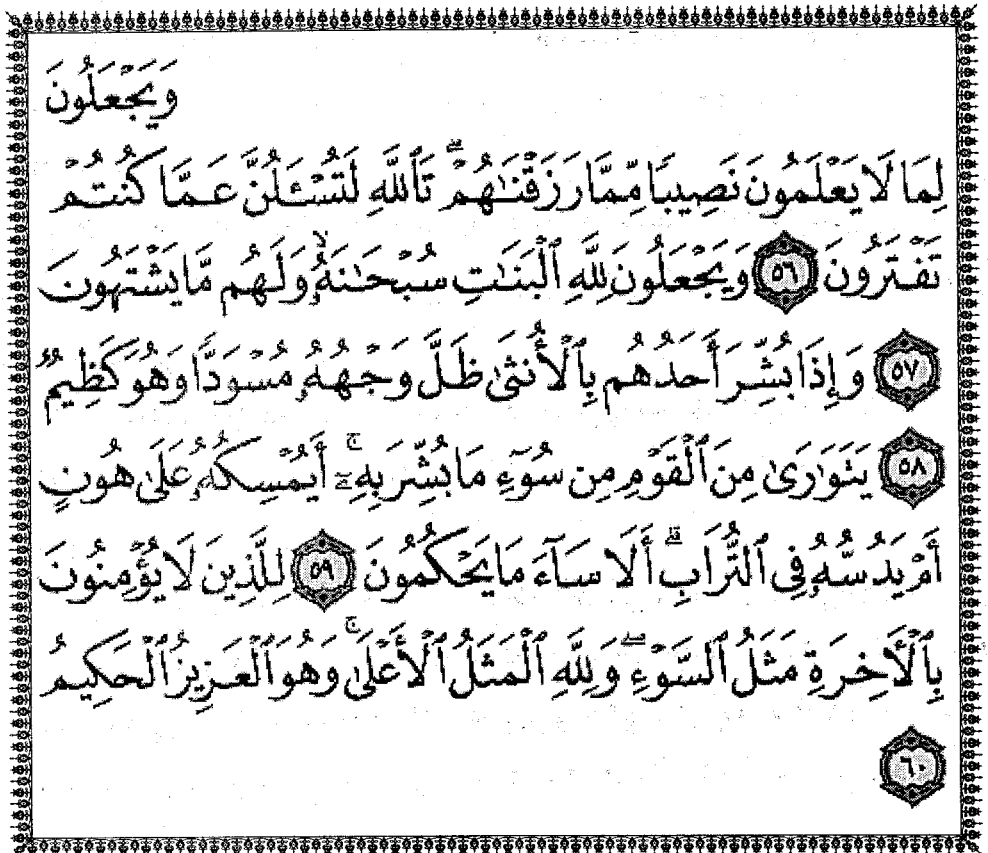 وَيَجْعَلُونَ
لِمَا لَا يَعْلَمُونَ نَصِيبًا مِّمَّا رَزَقْنَٰهُمْ ۗ تَٱللَّهِ لَتُسْـَٔلُنَّ عَمَّا كُنتُمْ
تَفْتَرُونَ ٥٦ وَيَجْعَلُونَ لِلَّهِ ٱلْبَنَٰتِ سُبْحَٰنَهُۥ ۙ وَلَهُم مَّا يَشْتَهُونَ
٥٧ وَإِذَا بُشِّرَ أَحَدُهُم بِٱلْأُنثَىٰ ظَلَّ وَجْهُهُۥ مُسْوَدًّا وَهُوَ كَظِيمٌ
٥٨ يَتَوَٰرَىٰ مِنَ ٱلْقَوْمِ مِن سُوٓءِ مَا بُشِّرَ بِهِۦٓ ۚ أَيُمْسِكُهُۥ عَلَىٰ هُونٍ
أَمْ يَدُسُّهُۥ فِى ٱلتُّرَابِ ۗ أَلَا سَآءَ مَا يَحْكُمُونَ ٥٩ لِلَّذِينَ لَا يُؤْمِنُونَ
بِٱلْأَخِرَةِ مَثَلُ ٱلسَّوْءِ ۖ وَلِلَّهِ ٱلْمَثَلُ ٱلْأَعْلَىٰ ۚ وَهُوَ ٱلْعَزِيزُ ٱلْحَكِيمُ
٦٠